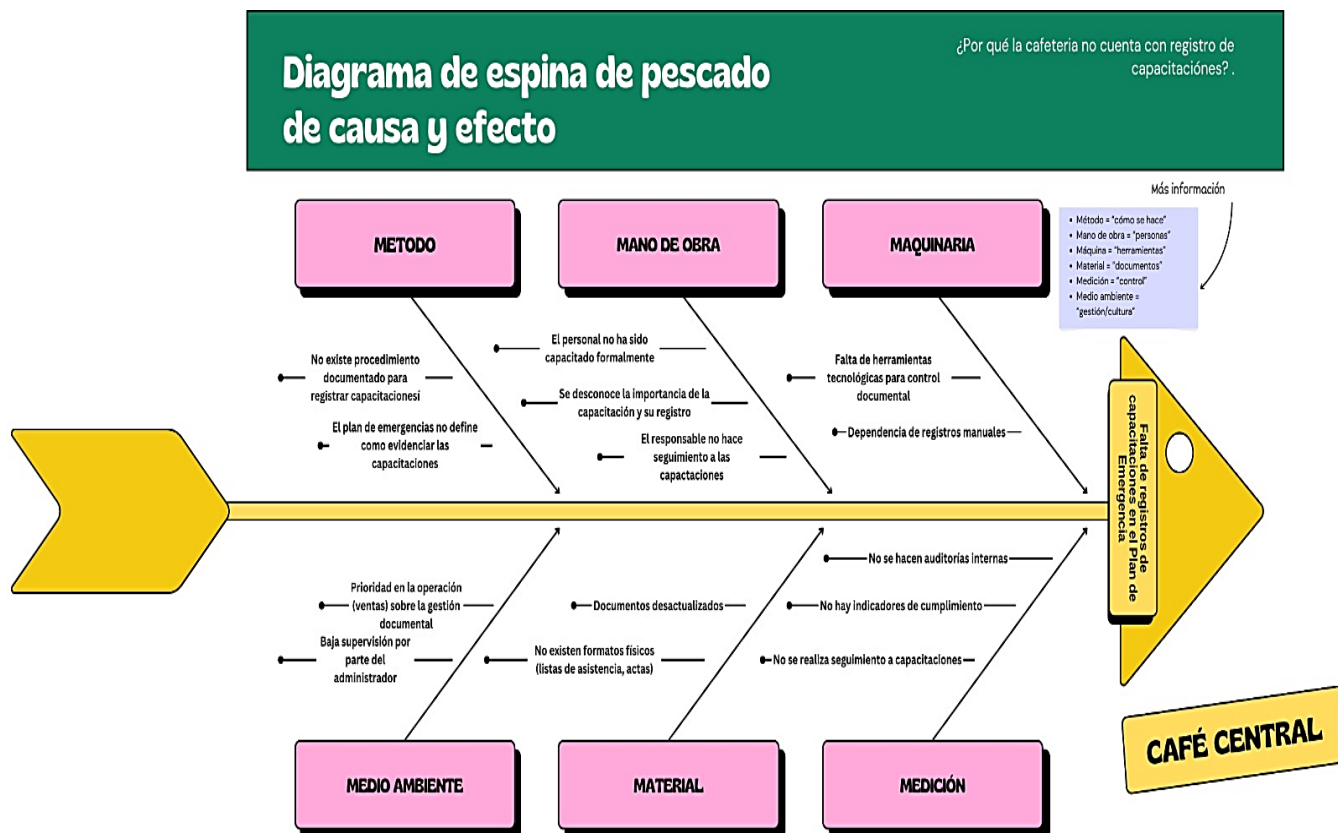 Diagrama de espina de pescado
de causa y efecto
¿Por qué la cafeteria no cuenta con registro de
capacitaciónes? .
Más información
• Método = "cómo se hace"
• Mano de obra = "personas"
• Máquina = "herramientas"
• Material = "documentos"
• Medición = "control"
• Medio ambiente =
"gestión/cultura"
METODO
MANO DE OBRA
MAQUINARIA
No existe procedimiento
documentado para
registrar capacitacionesi
El plan de emergencias no define
como evidenciar las
capacitaciones
El personal no ha sido
capacitado formalmente
Se desconoce la importancia de la
capacitación y su registro
El responsable no hace
seguimiento a las
capactaciones
Falta de herramientas
tecnológicas para control
documental
Dependencia de registros manuales
Falta de registros de
capacitaciones en el Plan de
Emergencia
Prioridad en la operación
(ventas) sobre la gestión
documental
Baja supervisión por
parte del
administrador
Documentos desactualizados
No existen formatos físicos
(listas de asistencia, actas)
No se hacen auditorías internas
No hay indicadores de cumplimiento
No se realiza seguimiento a capacitaciones
MEDIO AMBIENTE
MATERIAL
MEDICIÓN
CAFÉ CENTRAL